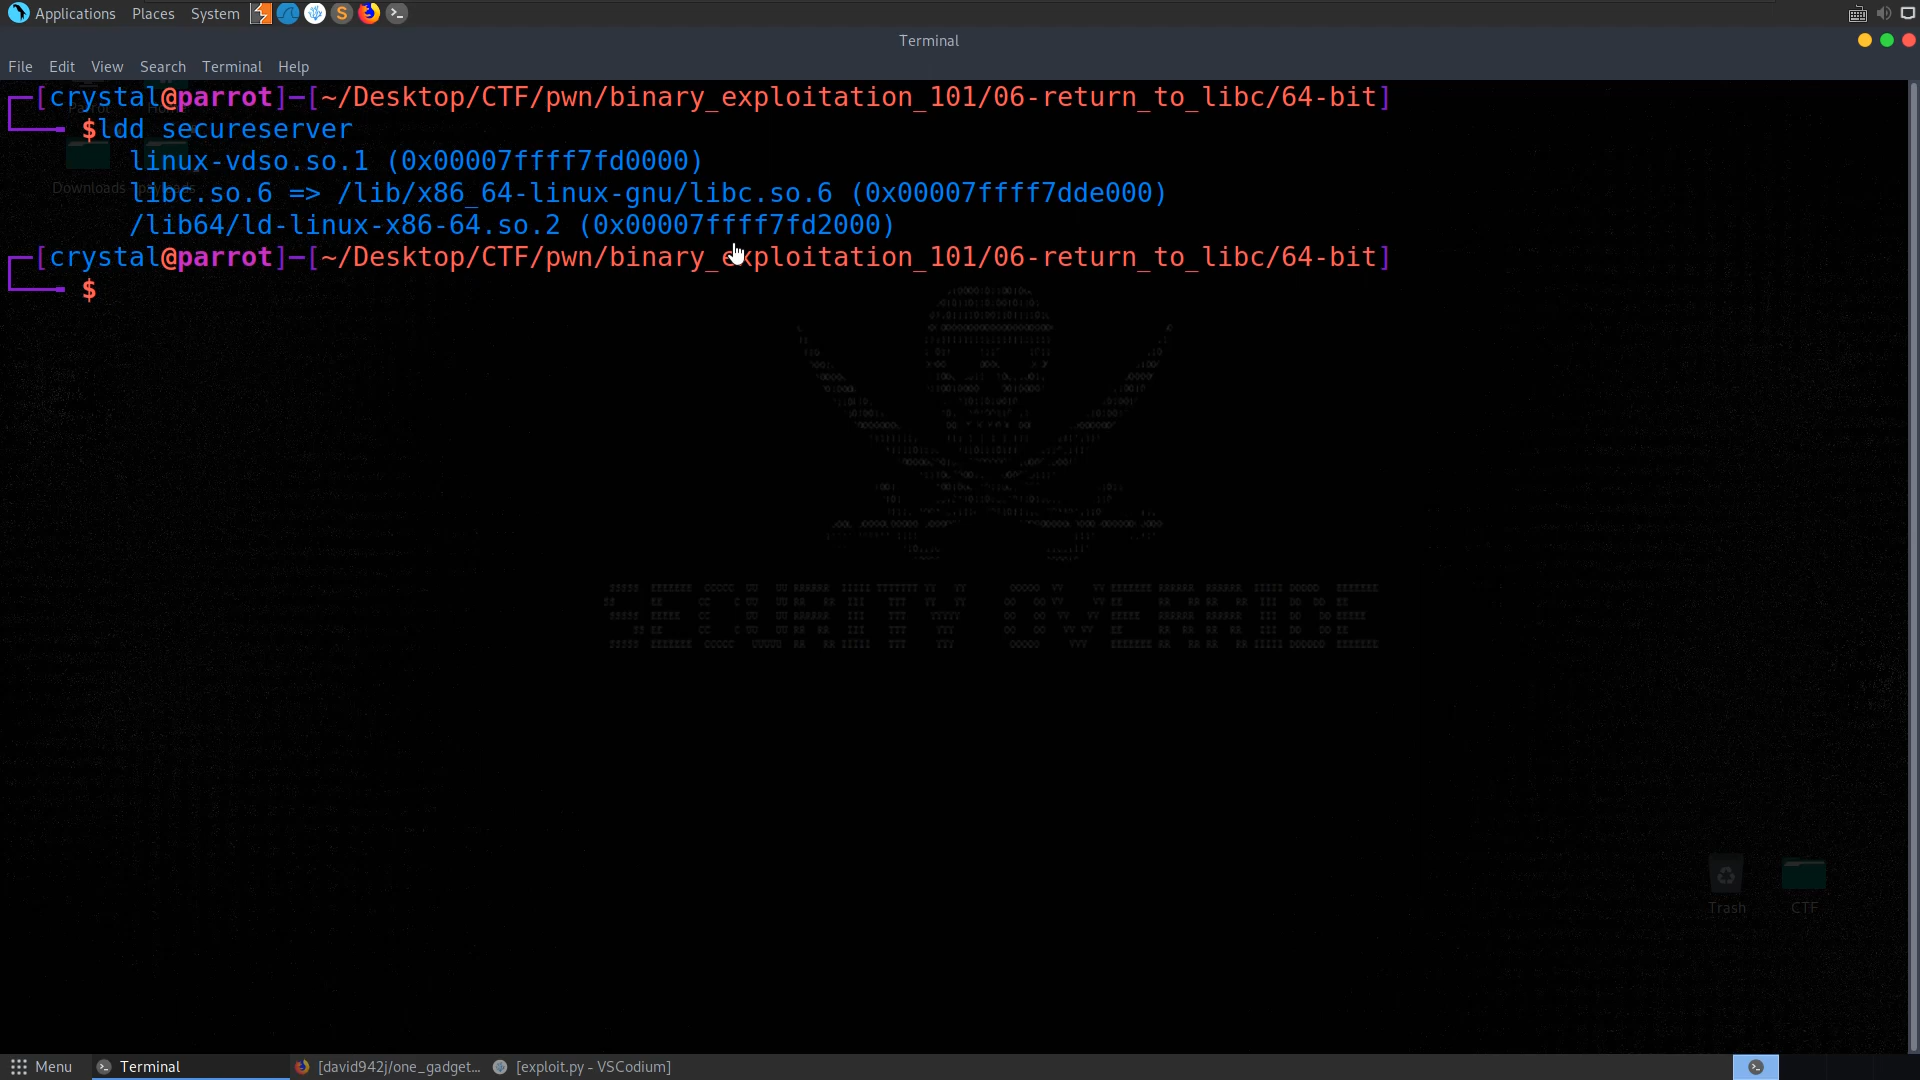 Applications Places System
Terminal
File Edit View Search Terminal Help
[crystal@parrot]─[~/Desktop/CTF/pwn/binary_exploitation_101/06-return_to_libc/64-bit]
$ldd secureserver
linux-vdso.so.1 (0x00007ffff7fd0000)
libc.so.6 => /lib/x86_64-linux-gnu/libc.so.6 (0x00007ffff7dde000)
/lib64/ld-linux-x86-64.so.2 (0x00007ffff7fd2000)
[crystal@parrot]─[~/Desktop/CTF/pwn/binary_exploitation_101/06-return_to_libc/64-bit]
$
Downloads
SECURITY OVERRIDE
Trash CTF
Menu Terminal [david942j/one_gadget... [exploit.py - VSCodium]